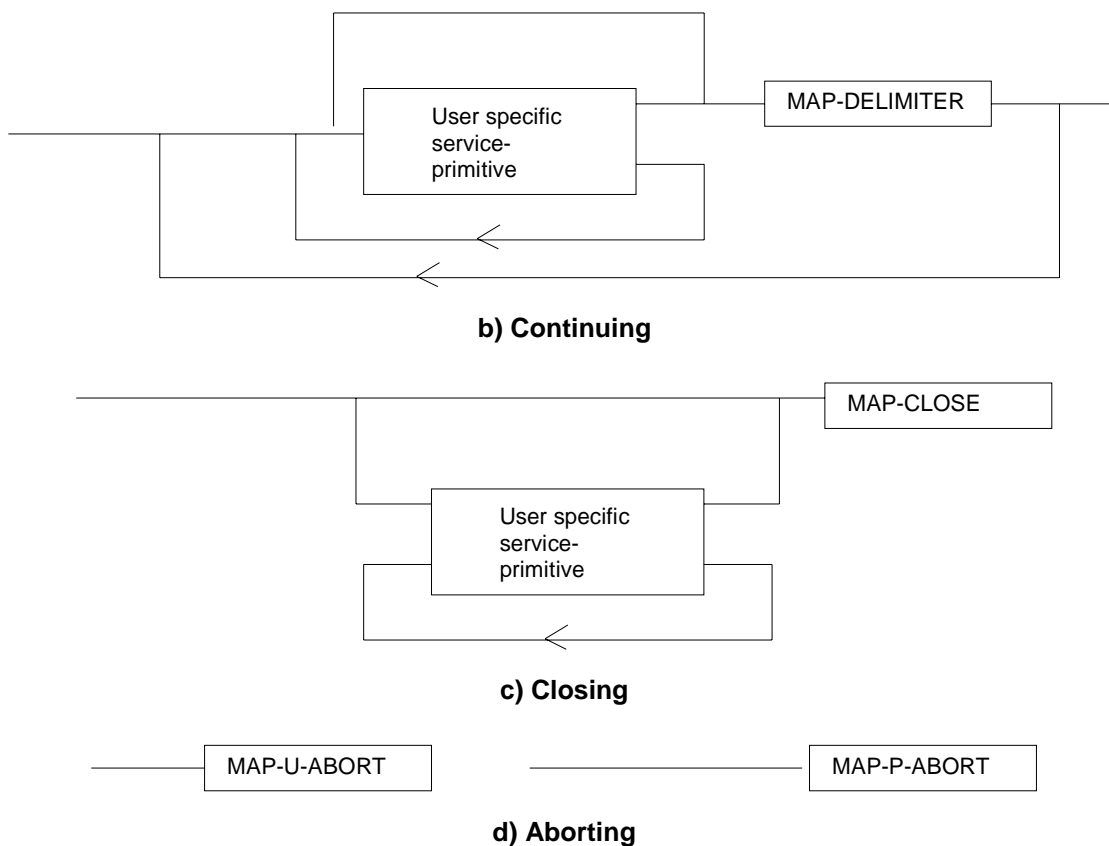 User specific
service-
primitive
MAP-DELIMITER
b) Continuing
MAP-CLOSE
User specific
service-
primitive
c) Closing
MAP-U-ABORT
MAP-P-ABORT
d) Aborting